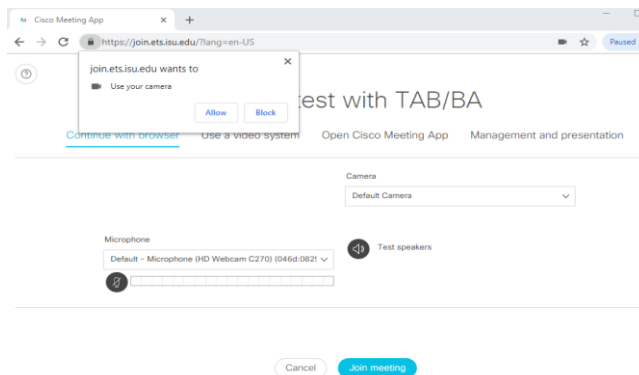 Cisco Meeting App
https://join.ets.isu.edu/?lang=en-US
Paused
join.ets.isu.edu wants to
Use your camera
Allow
Block
test with TAB/BA
Continue with browser
Use a video system
Open Cisco Meeting App
Management and presentation
Camera
Default Camera
Microphone
Default - Microphone (HD Webcam C270) (046d:082
Test speakers
Cancel
Join meeting